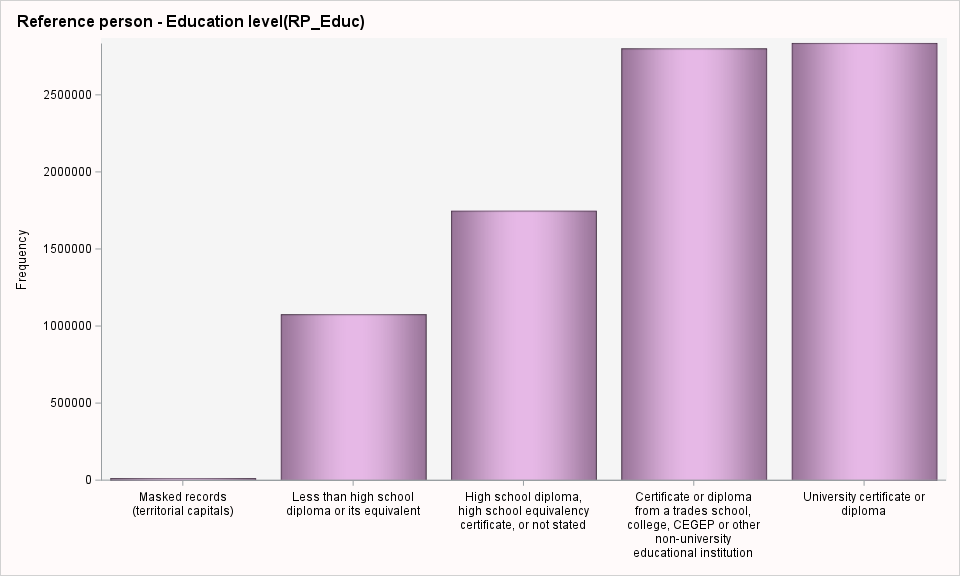 Reference person - Education level(RP_Educ)
Frequency
2500000
2000000
1500000
1000000
500000
0
Masked records
(territorial capitals)
Less than high school
diploma or its equivalent
High school diploma,
high school equivalency
certificate, or not stated
Certificate or diploma
from a trades school,
college, CEGEP or other
non-university
educational institution
University certificate or
diploma